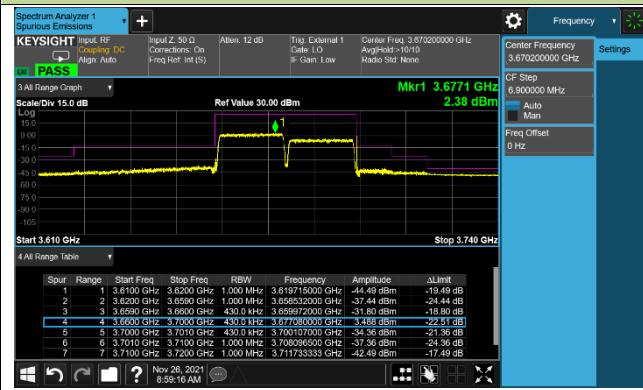 Spectrum Analyzer 1
Spurious Emissions
+
Frequency
KEYSIGHT Input: RF Input Z: 50 Ω Atten: 12 dB Trig: External 1 Center Freq: 3.670200000 GHz
Coupling: DC Corrections: On Gate: LO Avg|Hold:>10/10
Align: Auto Freq Ref: Int (S) IF Gain: Low Radio Std: None
PASS
Center Frequency
3.670200000 GHz
Settings
CF Step
6.900000 MHz
Auto
Man
Freq Offset
0 Hz
3 All Range Graph
Mkr1 3.6771 GHz
Scale/Div 15.0 dB Ref Value 30.00 dBm 2.38 dBm
Log
15.0
0.00
-15.0
-30.0
-45.0
-60.0
-75.0
-90.0
-105
1
Start 3.610 GHz Stop 3.740 GHz
4 All Range Table
Spur Range Start Freq Stop Freq RBW Frequency Amplitude ΔLimit
1 1 3.6100 GHz 3.6200 GHz 1.000 MHz 3.619715000 GHz -44.49 dBm -19.49 dB
2 2 3.6200 GHz 3.6590 GHz 1.000 MHz 3.658532000 GHz -37.44 dBm -24.44 dB
3 3 3.6590 GHz 3.6600 GHz 430.0 kHz 3.659972000 GHz -31.80 dBm -18.80 dB
4 4 3.6600 GHz 3.7000 GHz 430.0 kHz 3.677080000 GHz 3.488 dBm -22.51 dB
5 5 3.7000 GHz 3.7010 GHz 430.0 kHz 3.700107000 GHz -34.36 dBm -21.36 dB
6 6 3.7010 GHz 3.7100 GHz 1.000 MHz 3.708096500 GHz -37.36 dBm -24.36 dB
7 7 3.7100 GHz 3.7200 GHz 1.000 MHz 3.711733333 GHz -42.49 dBm -17.49 dB
?
Nov 26, 2021
8:59:16 AM